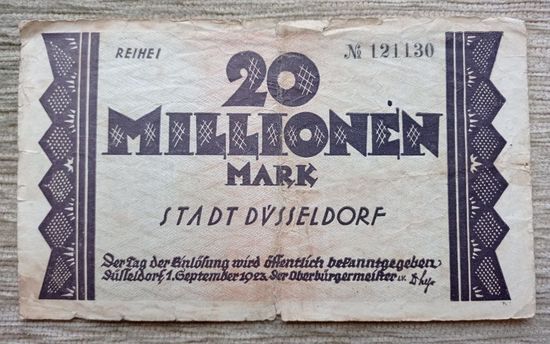 REIHE I № 121130
20
MILLIONEN
MARK
STADT DÜSSELDORF
Der Tag der Einlösung wird öffentlich bekanntgegeben
Düsseldorf, 1. September 1923. Der Oberbürgermeister i.V.